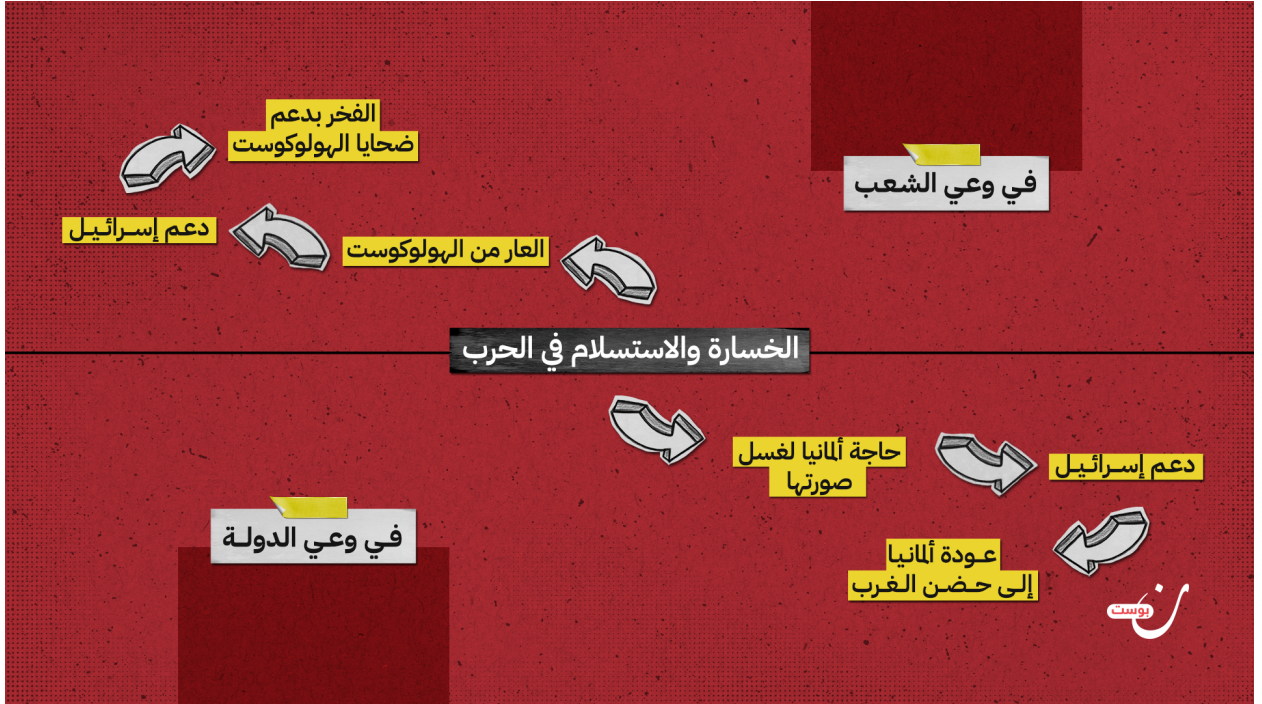 في وعي الشعب
الخسارة والاستسلام في الحرب
العار من الهولوكوست
دعم إسرائيل
الفخر بدعم
ضحايا الهولوكوست
في وعي الدولة
حاجة ألمانيا لغسل
صورتها
دعم إسرائيل
عودة ألمانيا
إلى حضن الغرب
ن بوست